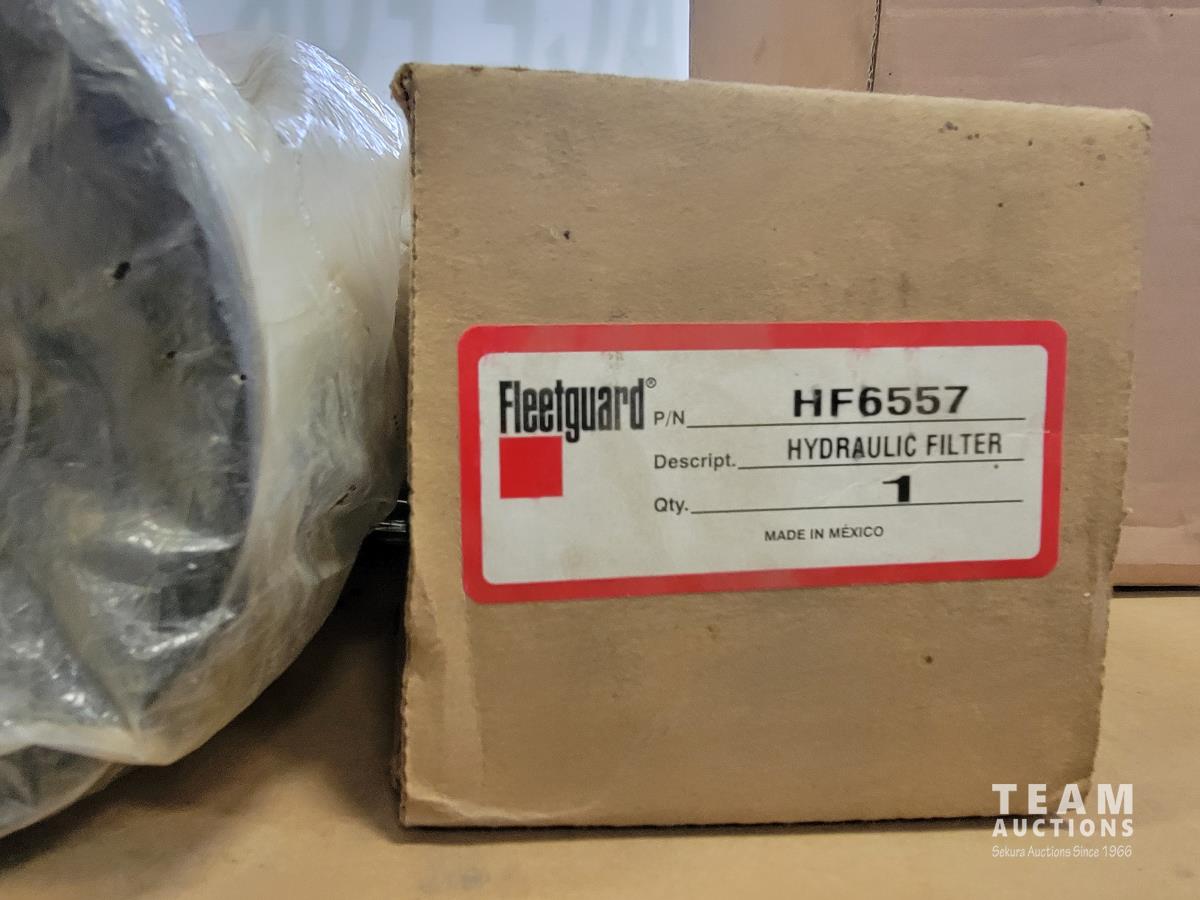 Fleetguard®
P/N HF6557
Descript. HYDRAULIC FILTER
Qty. 1
MADE IN MÉXICO
TEAM
AUCTIONS
Sekura Auctions Since 1966